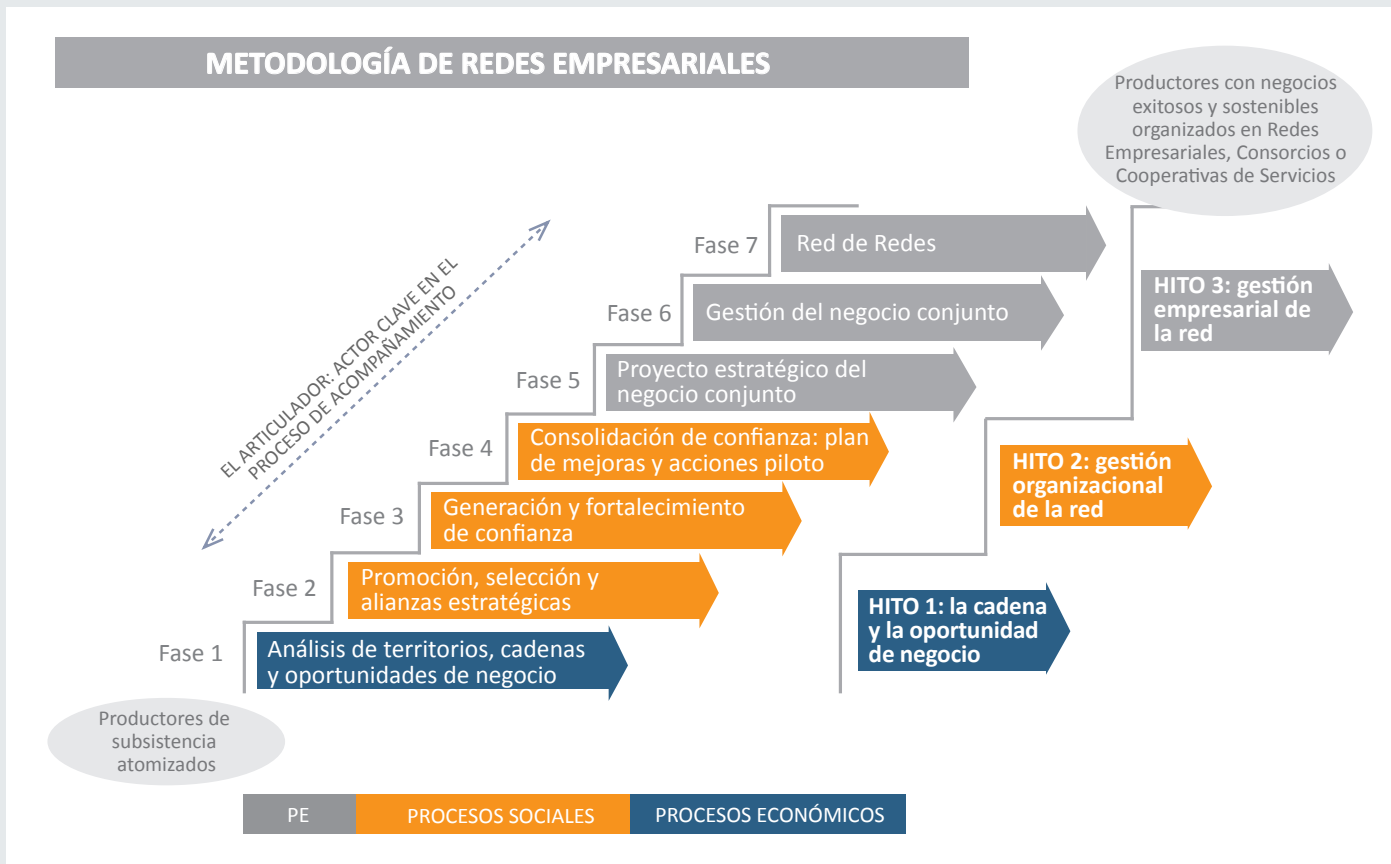 METODOLOGÍA DE REDES EMPRESARIALES
Productores con negocios
exitosos y sostenibles
organizados en Redes
Empresariales, Consorcios o
Cooperativas de Servicios
EL ARTICULADOR: ACTOR CLAVE EN EL
PROCESO DE ACOMPAÑAMIENTO
Fase 7
Red de Redes
Fase 6
Gestión del negocio conjunto
Fase 5
Proyecto estratégico del
negocio conjunto
Fase 4
Consolidación de confianza: plan
de mejoras y acciones piloto
Fase 3
Generación y fortalecimiento
de confianza
Fase 2
Promoción, selección y
alianzas estratégicas
Fase 1
Análisis de territorios, cadenas
y oportunidades de negocio
HITO 3: gestión
empresarial de
la red
HITO 2: gestión
organizacional
de la red
HITO 1: la cadena
y la oportunidad
de negocio
Productores de
subsistencia
atomizados
PE
PROCESOS SOCIALES
PROCESOS ECONÓMICOS